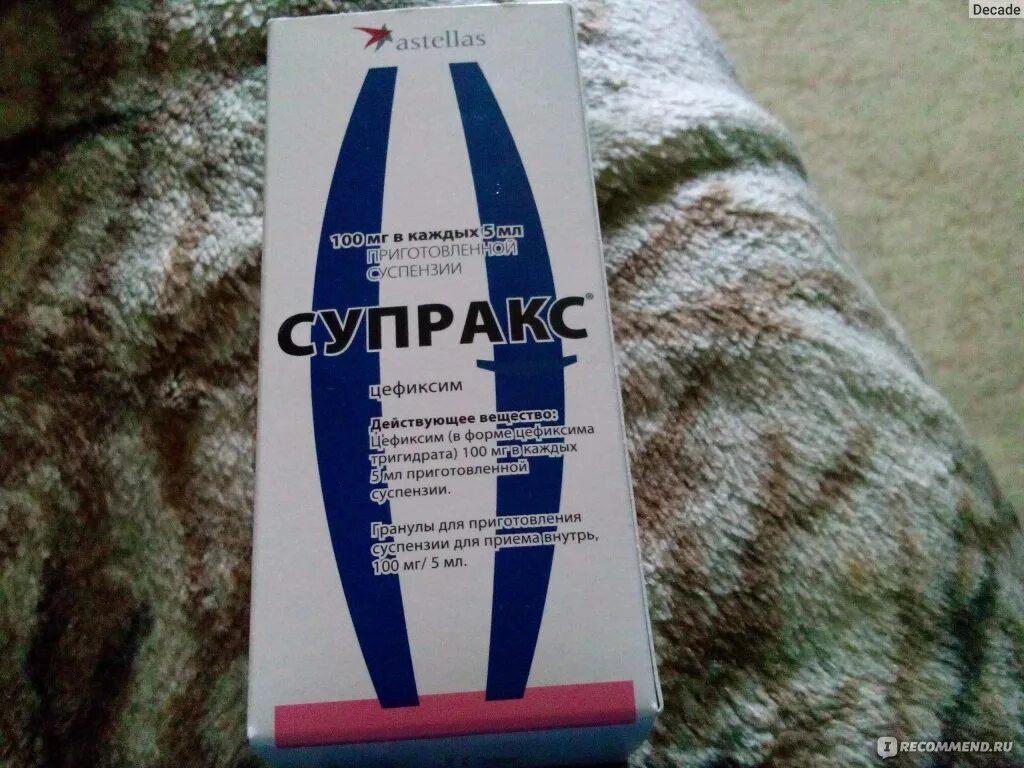 Decade
astellas
100 мг в каждых 5 мл
ПРИГОТОВЛЕННОЙ
СУСПЕНЗИИ
СУПРАКС®
цефиксим
Действующее вещество:
Цефиксим (в форме цефиксима
тригидрата) 100 мг в каждых
5 мл приготовленной
суспензии.
Гранулы для приготовления
суспензии для приема внутрь,
100 мг/ 5 мл.
IRECOMMEND.RU